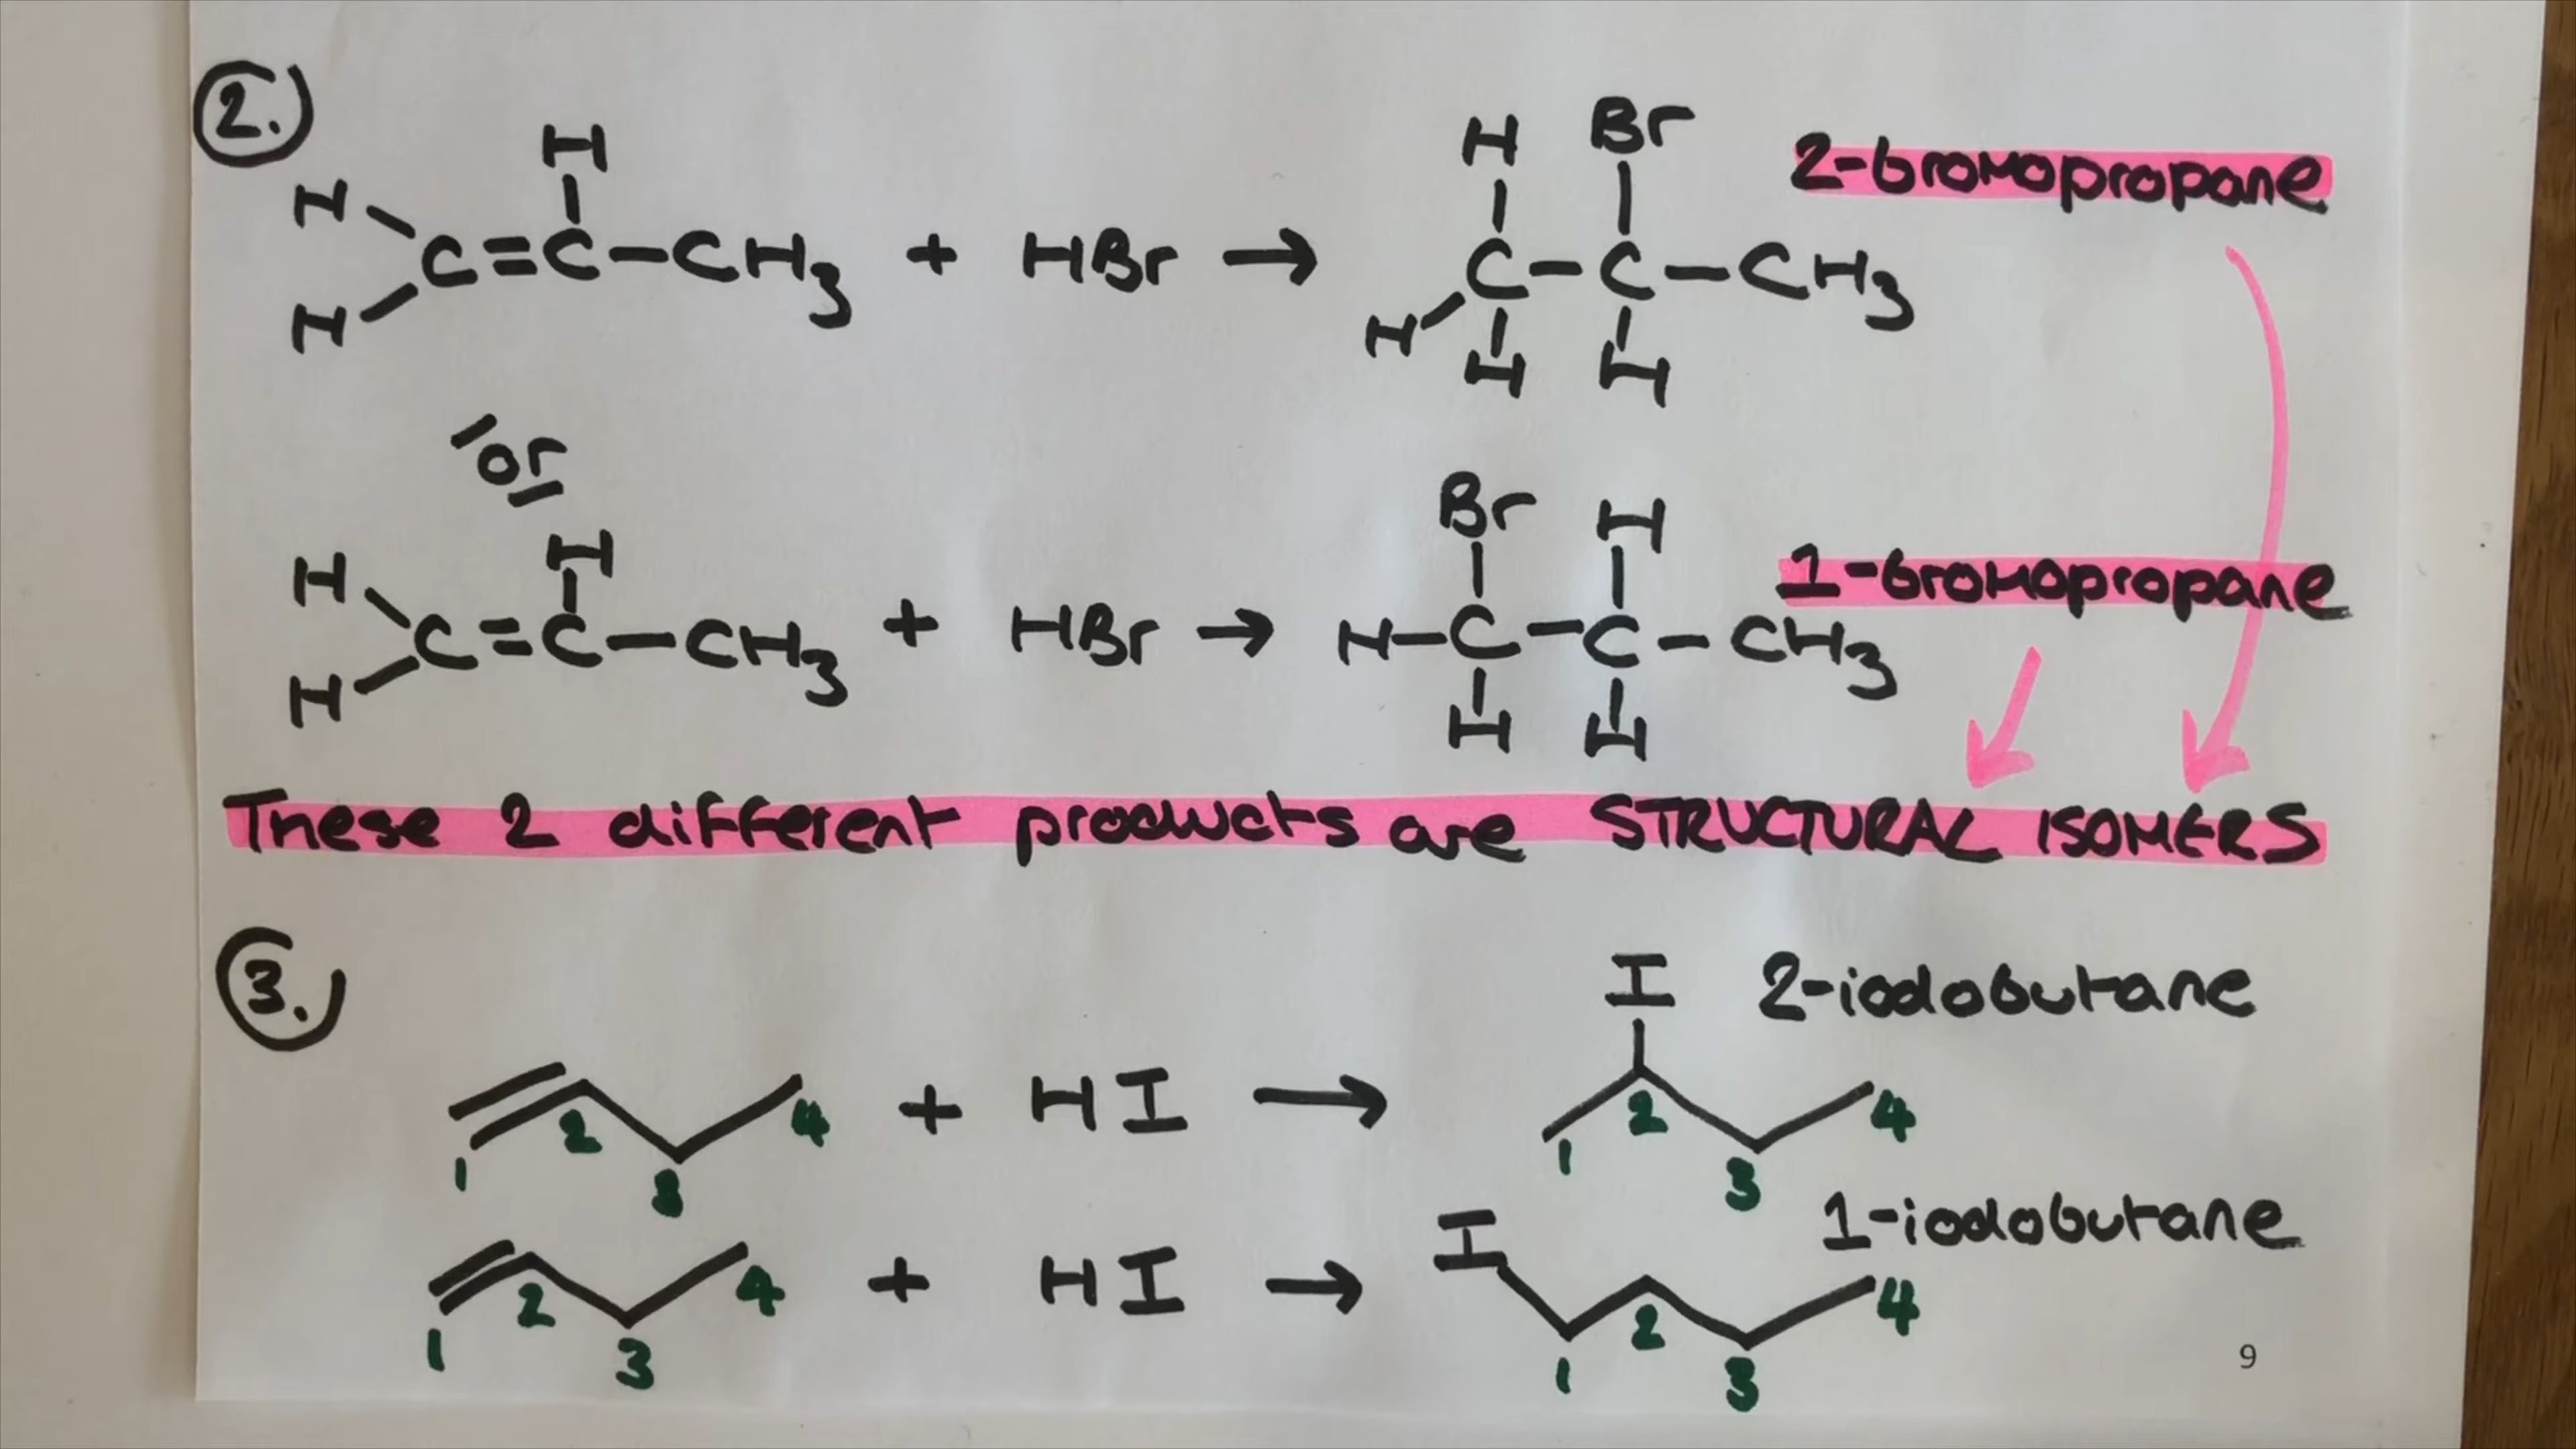 2.
H H
C=C-CH3 + HBr →
H
H Br
C-C-CH3
H H H
2-bromopropane
or
H H
C=C-CH3 + HBr →
H
Br H
H-C-C-CH3
H H
1-bromopropane
These 2 different products are STRUCTURAL ISOMERS
3.
1 2 3 4 + HI →
I
1 2 3 4
2-iodobutane
1 2 3 4 + HI →
I
1 2 3 4
1-iodobutane
9